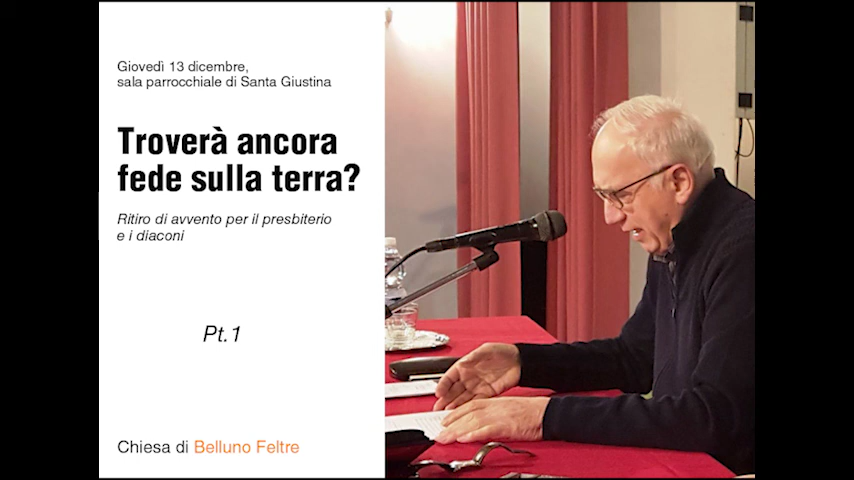 Giovedì 13 dicembre,
sala parrocchiale di Santa Giustina
Troverà ancora
fede sulla terra?
Ritiro di avvento per il presbiterio
e i diaconi
Pt.1
Chiesa di Belluno Feltre